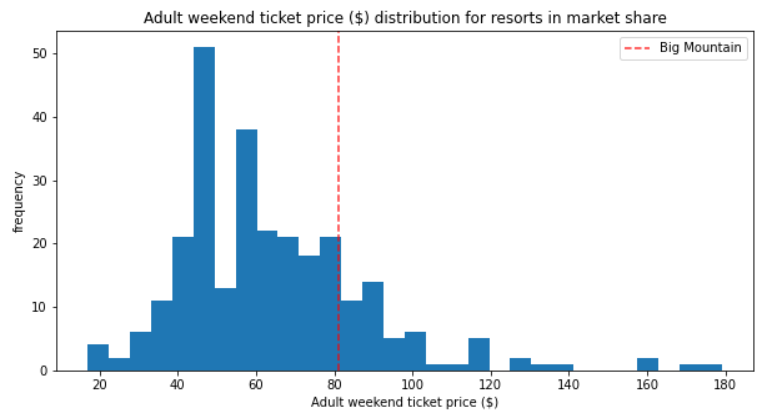 Adult weekend ticket price ($) distribution for resorts in market share
Big Mountain
50
40
30
20
10
0
frequency
20 40 60 80 100 120 140 160 180
Adult weekend ticket price ($)